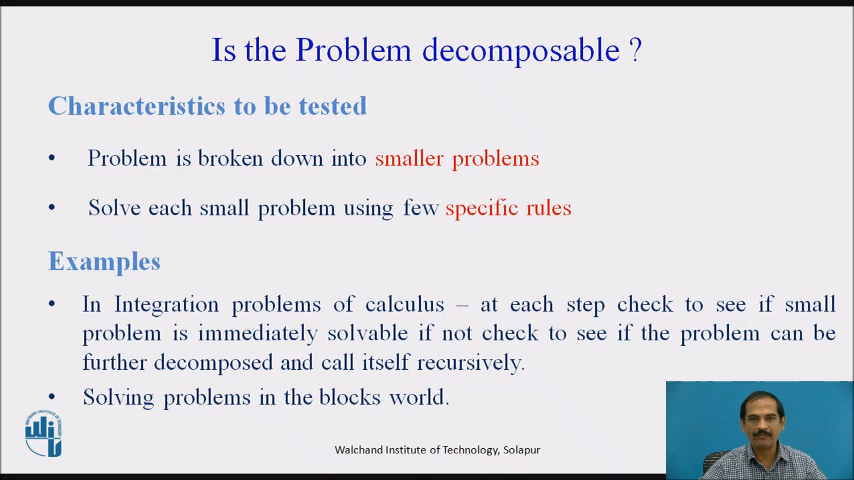 Is the Problem decomposable ?
Characteristics to be tested
• Problem is broken down into smaller problems
• Solve each small problem using few specific rules
Examples
• In Integration problems of calculus – at each step check to see if small
problem is immediately solvable if not check to see if the problem can be
further decomposed and call itself recursively.
• Solving problems in the blocks world.
Walchand Institute of Technology, Solapur